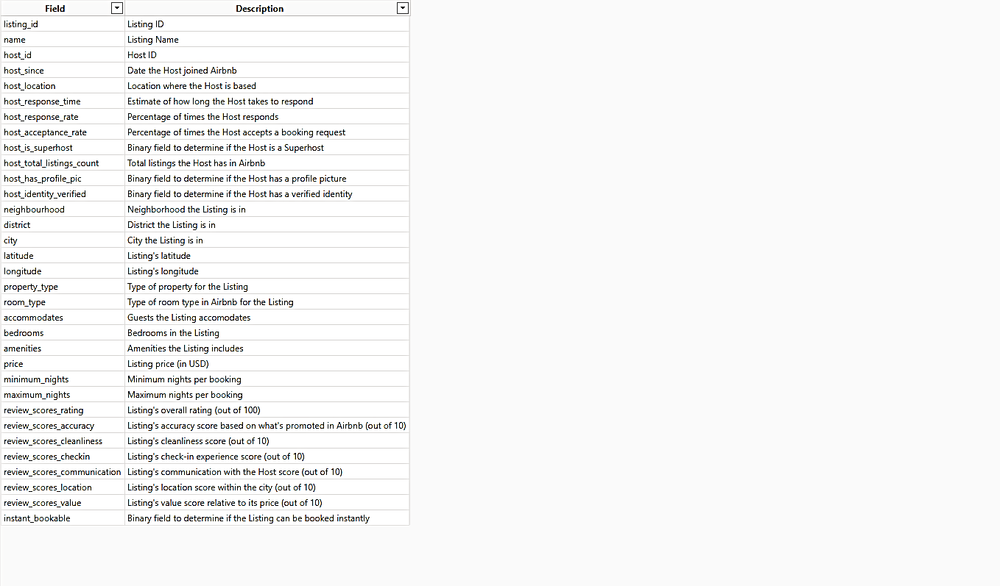 Field Description
listing_id Listing ID
name Listing Name
host_id Host ID
host_since Date the Host joined Airbnb
host_location Location where the Host is based
host_response_time Estimate of how long the Host takes to respond
host_response_rate Percentage of times the Host responds
host_acceptance_rate Percentage of times the Host accepts a booking request
host_is_superhost Binary field to determine if the Host is a Superhost
host_total_listings_count Total listings the Host has in Airbnb
host_has_profile_pic Binary field to determine if the Host has a profile picture
host_identity_verified Binary field to determine if the Host has a verified identity
neighbourhood Neighborhood the Listing is in
district District the Listing is in
city City the Listing is in
latitude Listing's latitude
longitude Listing's longitude
property_type Type of property for the Listing
room_type Type of room type in Airbnb for the Listing
accommodates Guests the Listing accomodates
bedrooms Bedrooms in the Listing
amenities Amenities the Listing includes
price Listing price (in USD)
minimum_nights Minimum nights per booking
maximum_nights Maximum nights per booking
review_scores_rating Listing's overall rating (out of 100)
review_scores_accuracy Listing's accuracy score based on what's promoted in Airbnb (out of 10)
review_scores_cleanliness Listing's cleanliness score (out of 10)
review_scores_checkin Listing's check-in experience score (out of 10)
review_scores_communication Listing's communication with the Host score (out of 10)
review_scores_location Listing's location score within the city (out of 10)
review_scores_value Listing's value score relative to its price (out of 10)
instant_bookable Binary field to determine if the Listing can be booked instantly